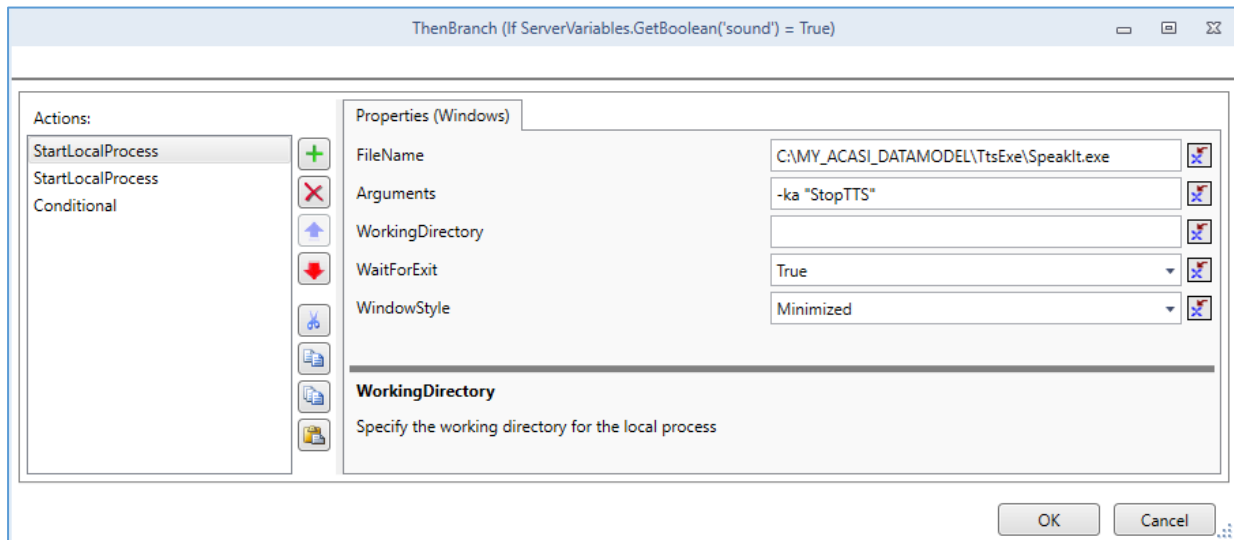 ThenBranch (If ServerVariables.GetBoolean('sound') = True)
Actions:
StartLocalProcess
StartLocalProcess
Conditional
Properties (Windows)
FileName C:\MY_ACASI_DATAMODEL\TtsExe\SpeakIt.exe
Arguments -ka "StopTTS"
WorkingDirectory
WaitForExit True
WindowStyle Minimized
WorkingDirectory
Specify the working directory for the local process
OK Cancel